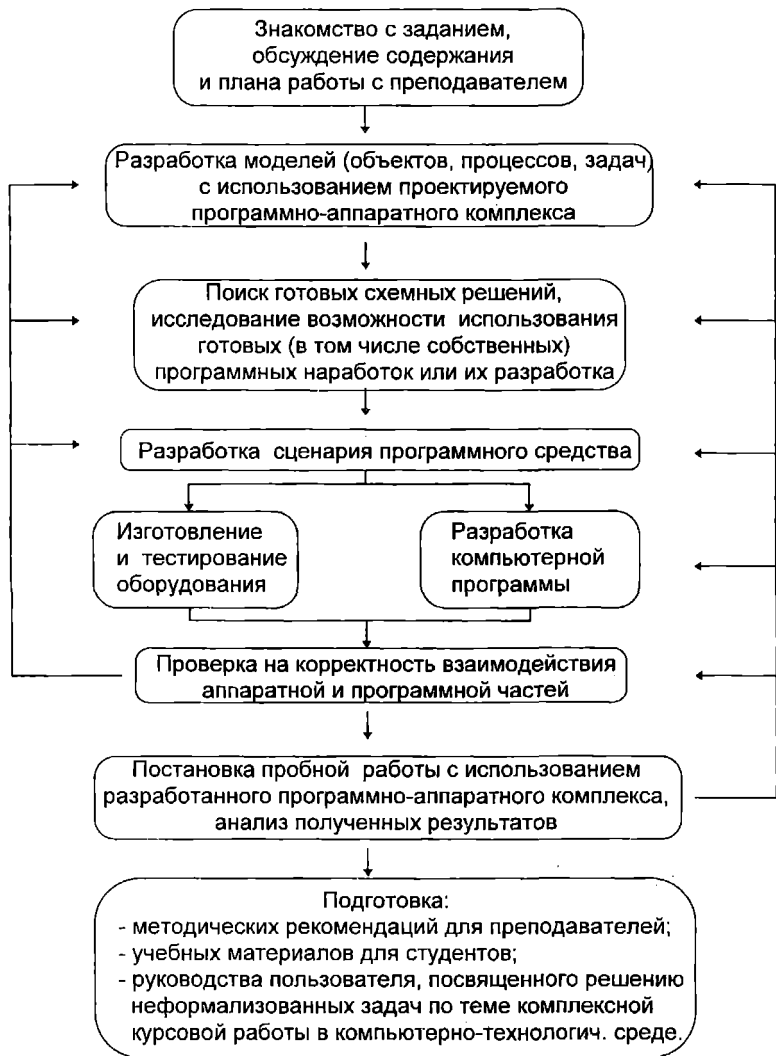 Знакомство с заданием,
обсуждение содержания
и плана работы с преподавателем
Разработка моделей (объектов, процессов, задач)
с использованием проектируемого
программно-аппаратного комплекса
Поиск готовых схемных решений,
исследование возможности использования
готовых (в том числе собственных)
программных наработок или их разработка
Разработка сценария программного средства
Изготовление
и тестирование
оборудования
Разработка
компьютерной
программы
Проверка на корректность взаимодействия
аппаратной и программной частей
Постановка пробной работы с использованием
разработанного программно-аппаратного комплекса,
анализ полученных результатов
Подготовка:
- методических рекомендаций для преподавателей;
- учебных материалов для студентов;
- руководства пользователя, посвященного решению
неформализованных задач по теме комплексной
курсовой работы в компьютерно-технологич. среде.